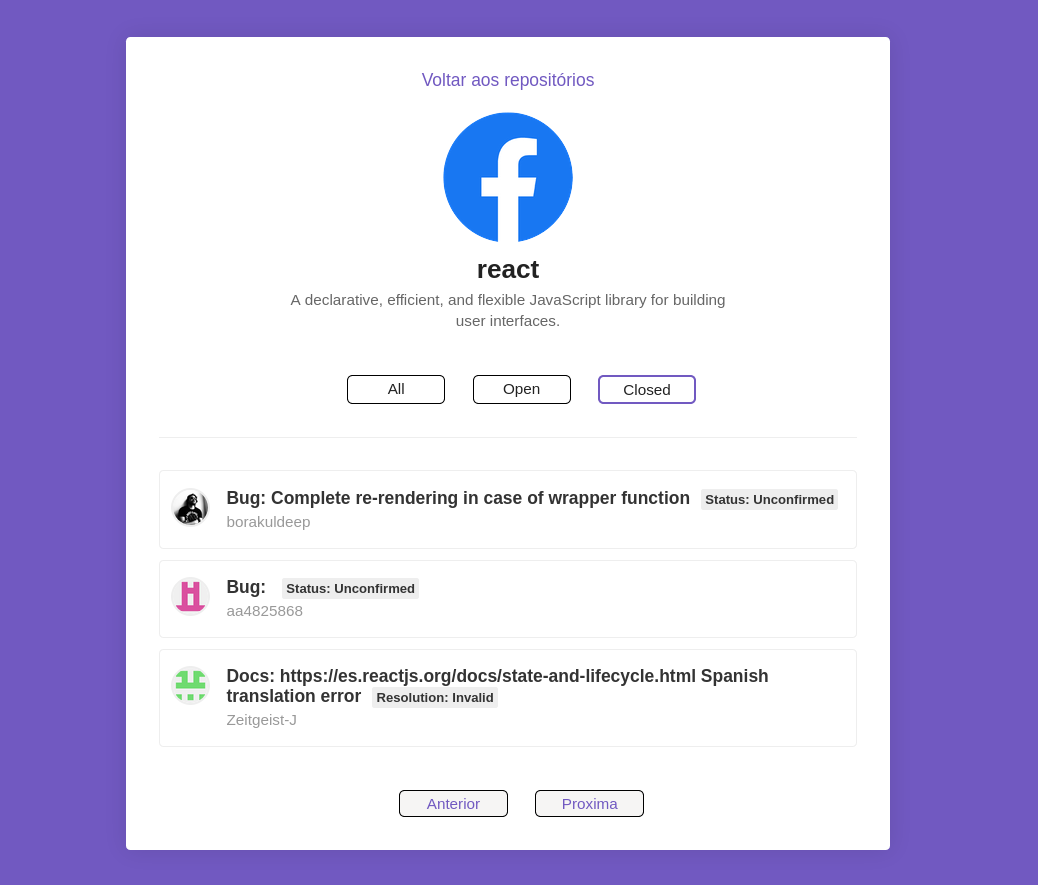 Voltar aos repositórios
react
A declarative, efficient, and flexible JavaScript library for building
user interfaces.
All Open Closed
Bug: Complete re-rendering in case of wrapper function Status: Unconfirmed
borakuldeep
Bug: Status: Unconfirmed
aa4825868
Docs: https://es.reactjs.org/docs/state-and-lifecycle.html Spanish
translation error Resolution: Invalid
Zeitgeist-J
Anterior Proxima